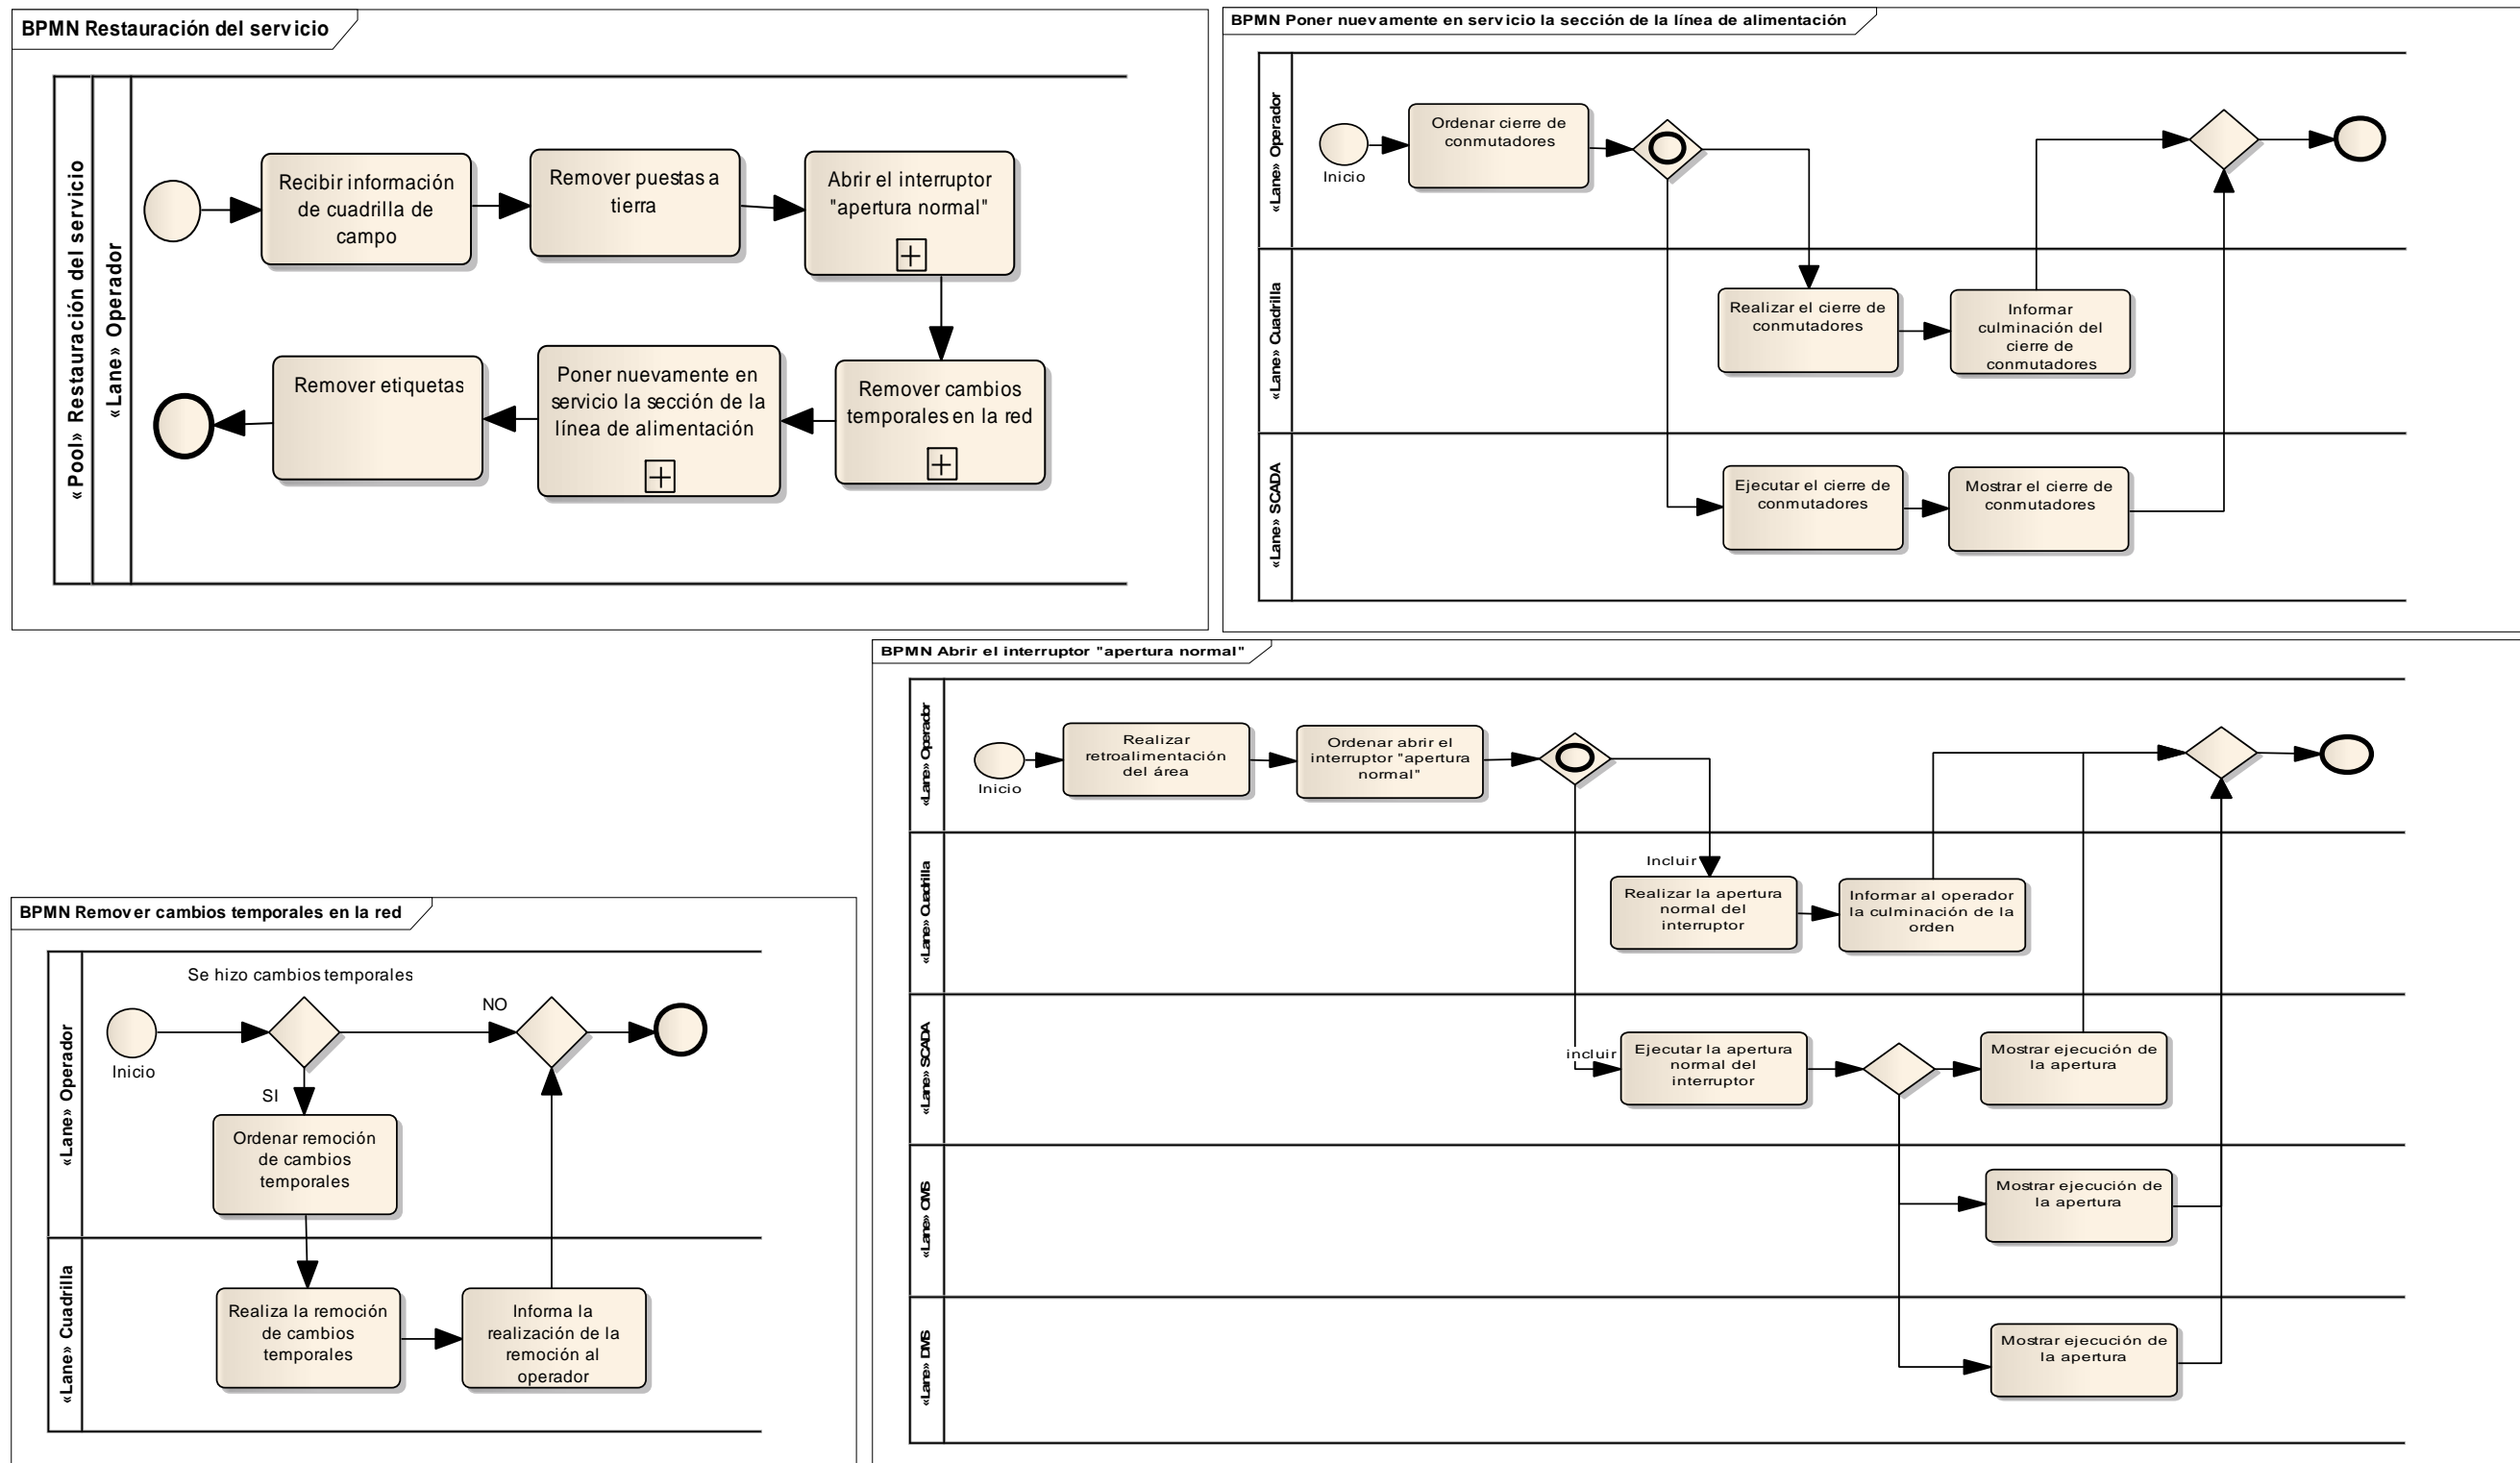 BPMN Restauración del servicio
«Pool» Restauración del servicio
«Lane» Operador
Recibir información
de cuadrilla de
campo
Remover puestas a
tierra
Abrir el interruptor
"apertura normal"
Remover etiquetas
Poner nuevamente en
servicio la sección de la
línea de alimentación
Remover cambios
temporales en la red
BPMN Poner nuevamente en servicio la sección de la línea de alimentación
«Lane» Operador
Inicio
Ordenar cierre de
conmutadores
«Lane» Cuadrilla
Realizar el cierre de
conmutadores
Informar
culminación del
cierre de
conmutadores
«Lane» SCADA
Ejecutar el cierre de
conmutadores
Mostrar el cierre de
conmutadores
BPMN Abrir el interruptor "apertura normal"
«Lane» Operador
Inicio
Realizar
retroalimentación
del área
Ordenar abrir el
interruptor "apertura
normal"
«Lane» Cuadrilla
Incluir
Realizar la apertura
normal del
interruptor
Informar al operador
la culminación de la
orden
«Lane» SCADA
incluir
Ejecutar la apertura
normal del
interruptor
Mostrar ejecución de
la apertura
«Lane» OMS
Mostrar ejecución de
la apertura
«Lane» DMS
Mostrar ejecución de
la apertura
BPMN Remover cambios temporales en la red
«Lane» Operador
Se hizo cambios temporales
NO
Inicio
SI
Ordenar remoción
de cambios
temporales
«Lane» Cuadrilla
Realiza la remoción
de cambios
temporales
Informa la
realización de la
remoción al
operador